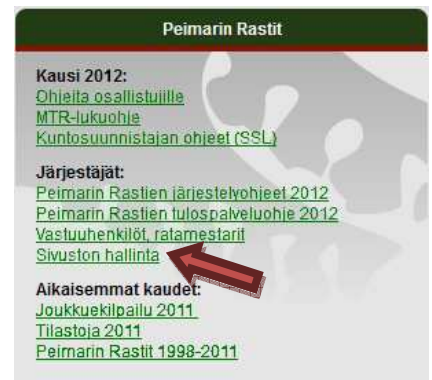 Peimarin Rastit
Kausi 2012:
Ohjeita osallistujille
MTR-lukuohje
Kuntosuunnistajan ohjeet (SSL)
Järjestäjät:
Peimarin Rastien järjestelyohjeet 2012
Peimarin Rastien tulospalveluohje 2012
Vastuuhenkilöt, ratamestarit
Sivuston hallinta
Aikaisemmat kaudet:
Joukkuekilpailu 2011
Tilastoja 2011
Peimarin Rastit 1998-2011